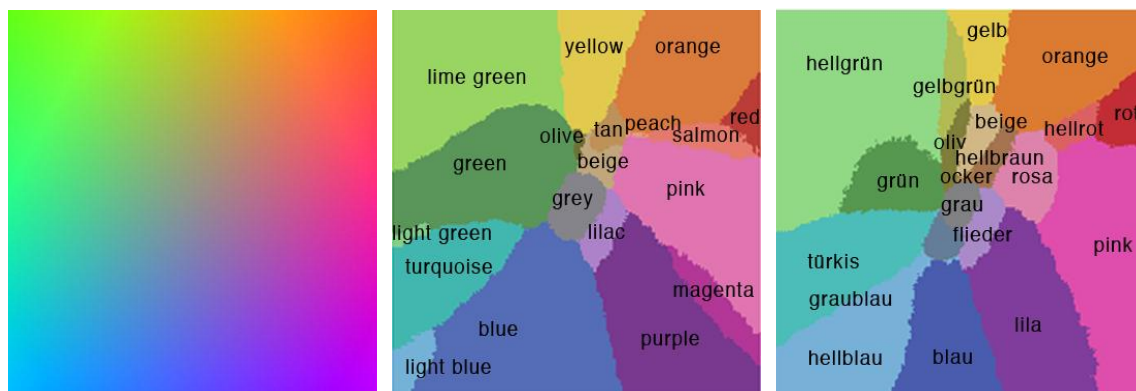 yellow
orange
lime green
red
olive
tan
peach
salmon
green
beige
pink
grey
light green
lilac
turquoise
magenta
blue
purple
light blue
gelb
hellgrün
orange
gelbgrün
rot
beige
hellrot
oliv
hellbraun
grün
ocker
rosa
grau
flieder
pink
türkis
graublau
lila
hellblau
blau